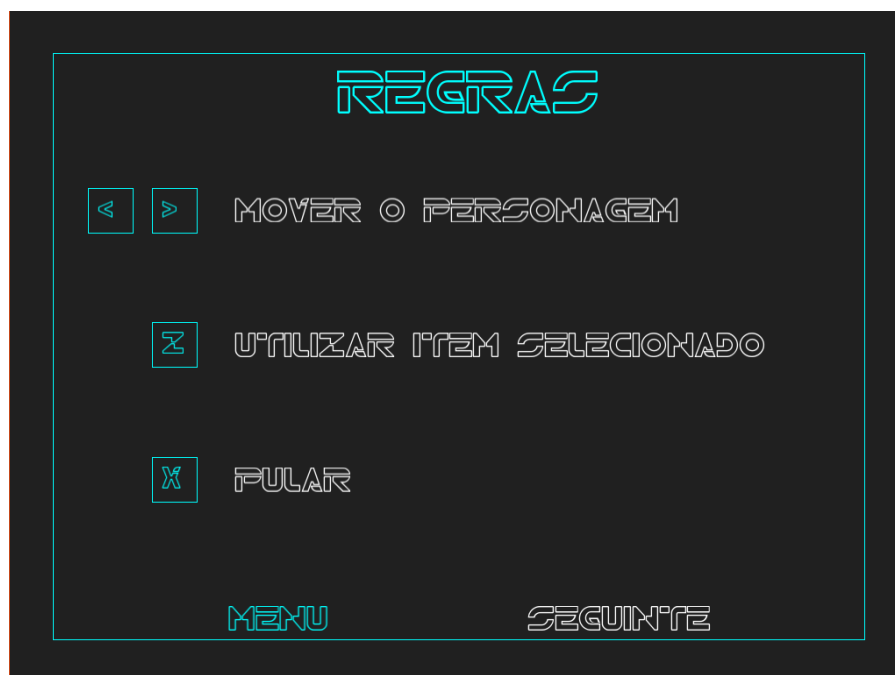 REGRAS
< > MOVER O PERSONAGEM
Z UTILIZAR ITEM SELECIONADO
X PULAR
MENU SEGUINTE